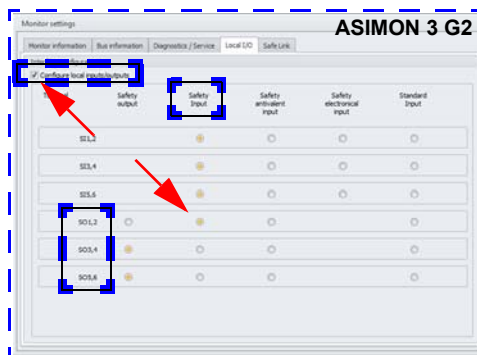 Monitor settings
ASIMON 3 G2
Monitor information Bus information Diagnostics / Service Local I/O Safe Link
Configure local inputs/outputs
Safety output
Safety Input
Safety antivalent input
Safety electronical input
Standard Input
SI1,2
SI3,4
SI5,6
SO1,2
SO3,4
SO5,6